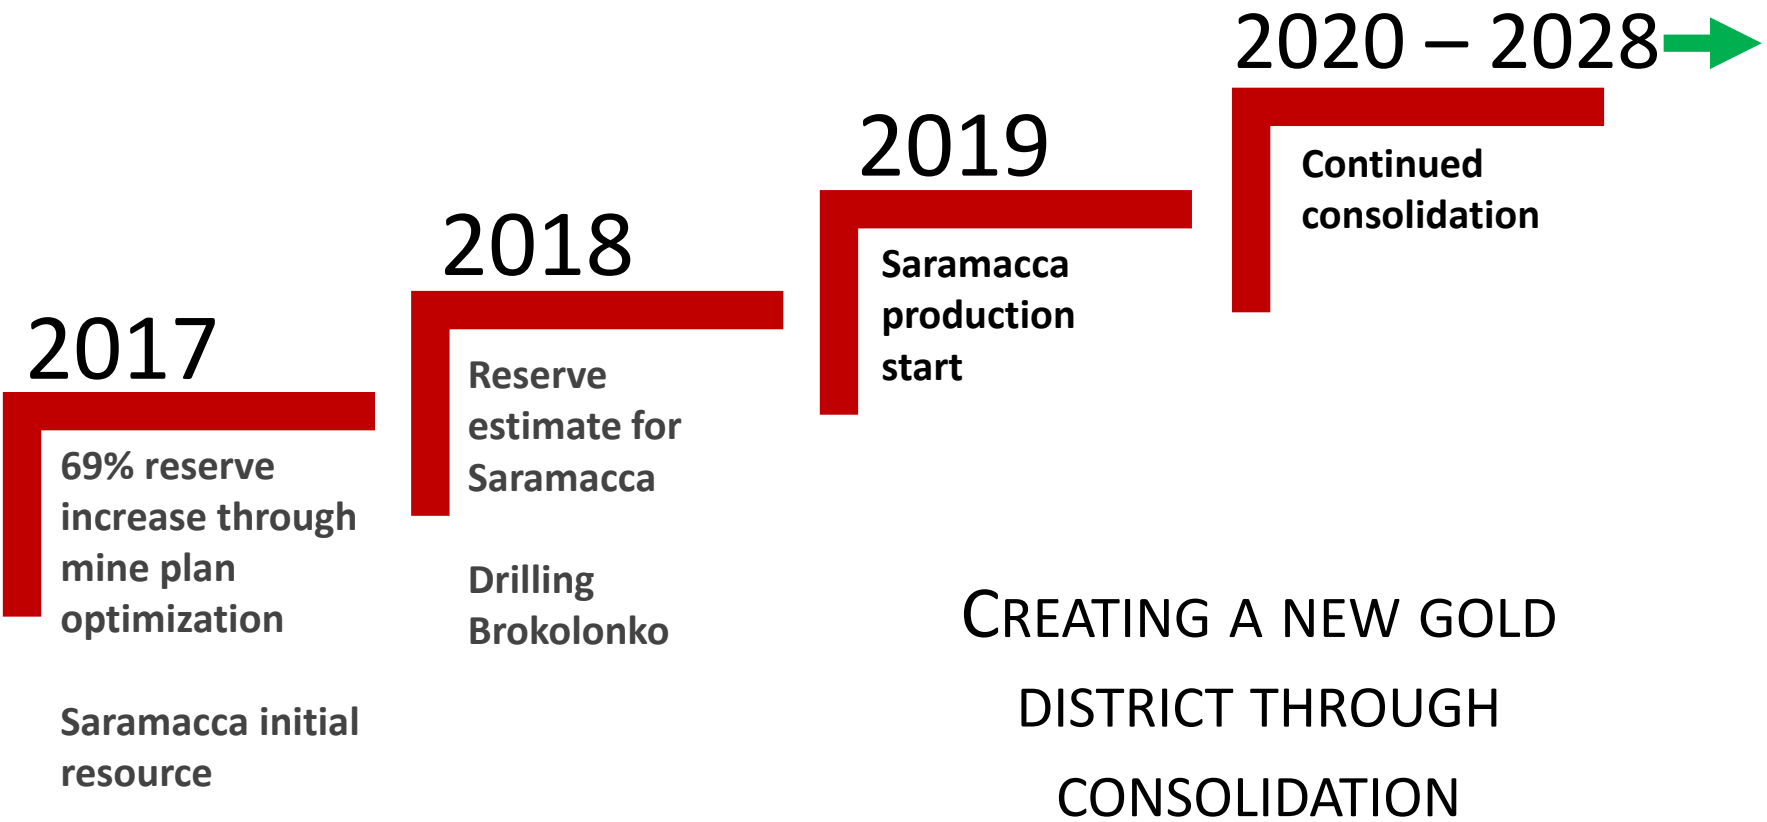 2017
69% reserve
increase through
mine plan
optimization
Saramacca initial
resource
2018
Reserve
estimate for
Saramacca
Drilling
Brokolonko
2019
Saramacca
production
start
2020 – 2028
Continued
consolidation
CREATING A NEW GOLD
DISTRICT THROUGH
CONSOLIDATION